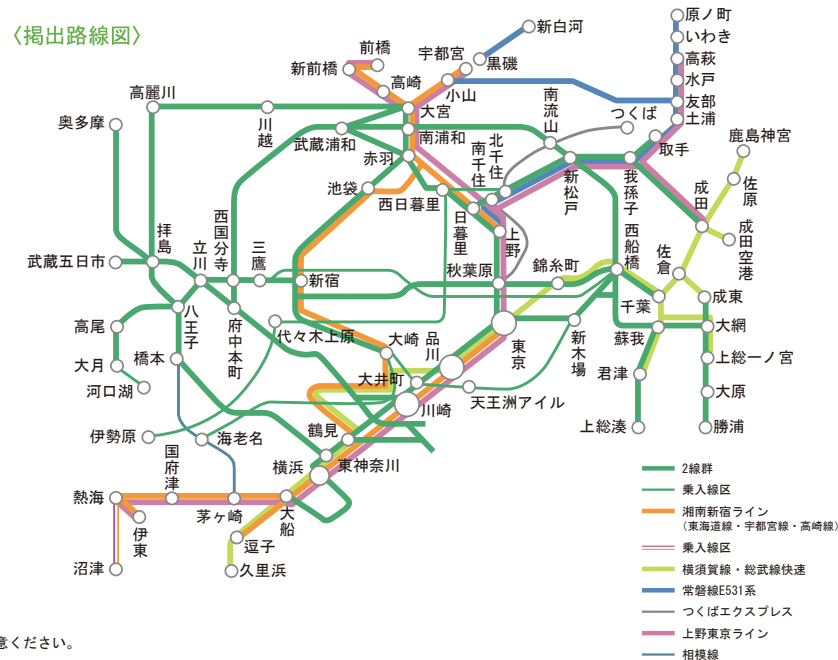 〈掲出路線図〉
原ノ町
いわき
高萩
水戸
友部
土浦
新白河
黒磯
宇都宮
小山
前橋
新前橋
高崎
大宮
高麗川
川越
奥多摩
武蔵浦和
南浦和
赤羽
池袋
西日暮里
日暮里
南千住
北千住
南流山
つくば
新松戸
我孫子
取手
鹿島神宮
佐原
成田
成田空港
佐倉
成東
大網
上総一ノ宮
大原
勝浦
千葉
蘇我
君津
上総湊
西船橋
錦糸町
秋葉原
上野
東京
新木場
天王洲アイル
品川
大崎
大井町
川崎
代々木上原
新宿
三鷹
西国分寺
立川
拝島
武蔵五日市
八王子
府中本町
高尾
大月
河口湖
橋本
伊勢原
海老名
鶴見
東神奈川
横浜
国府津
茅ヶ崎
大船
熱海
伊東
沼津
逗子
久里浜
2線群
乗入線区
湘南新宿ライン
(東海道線・宇都宮線・高崎線)
乗入線区
横須賀線・総武線快速
常磐線E531系
つくばエクスプレス
上野東京ライン
相模線
意ください。